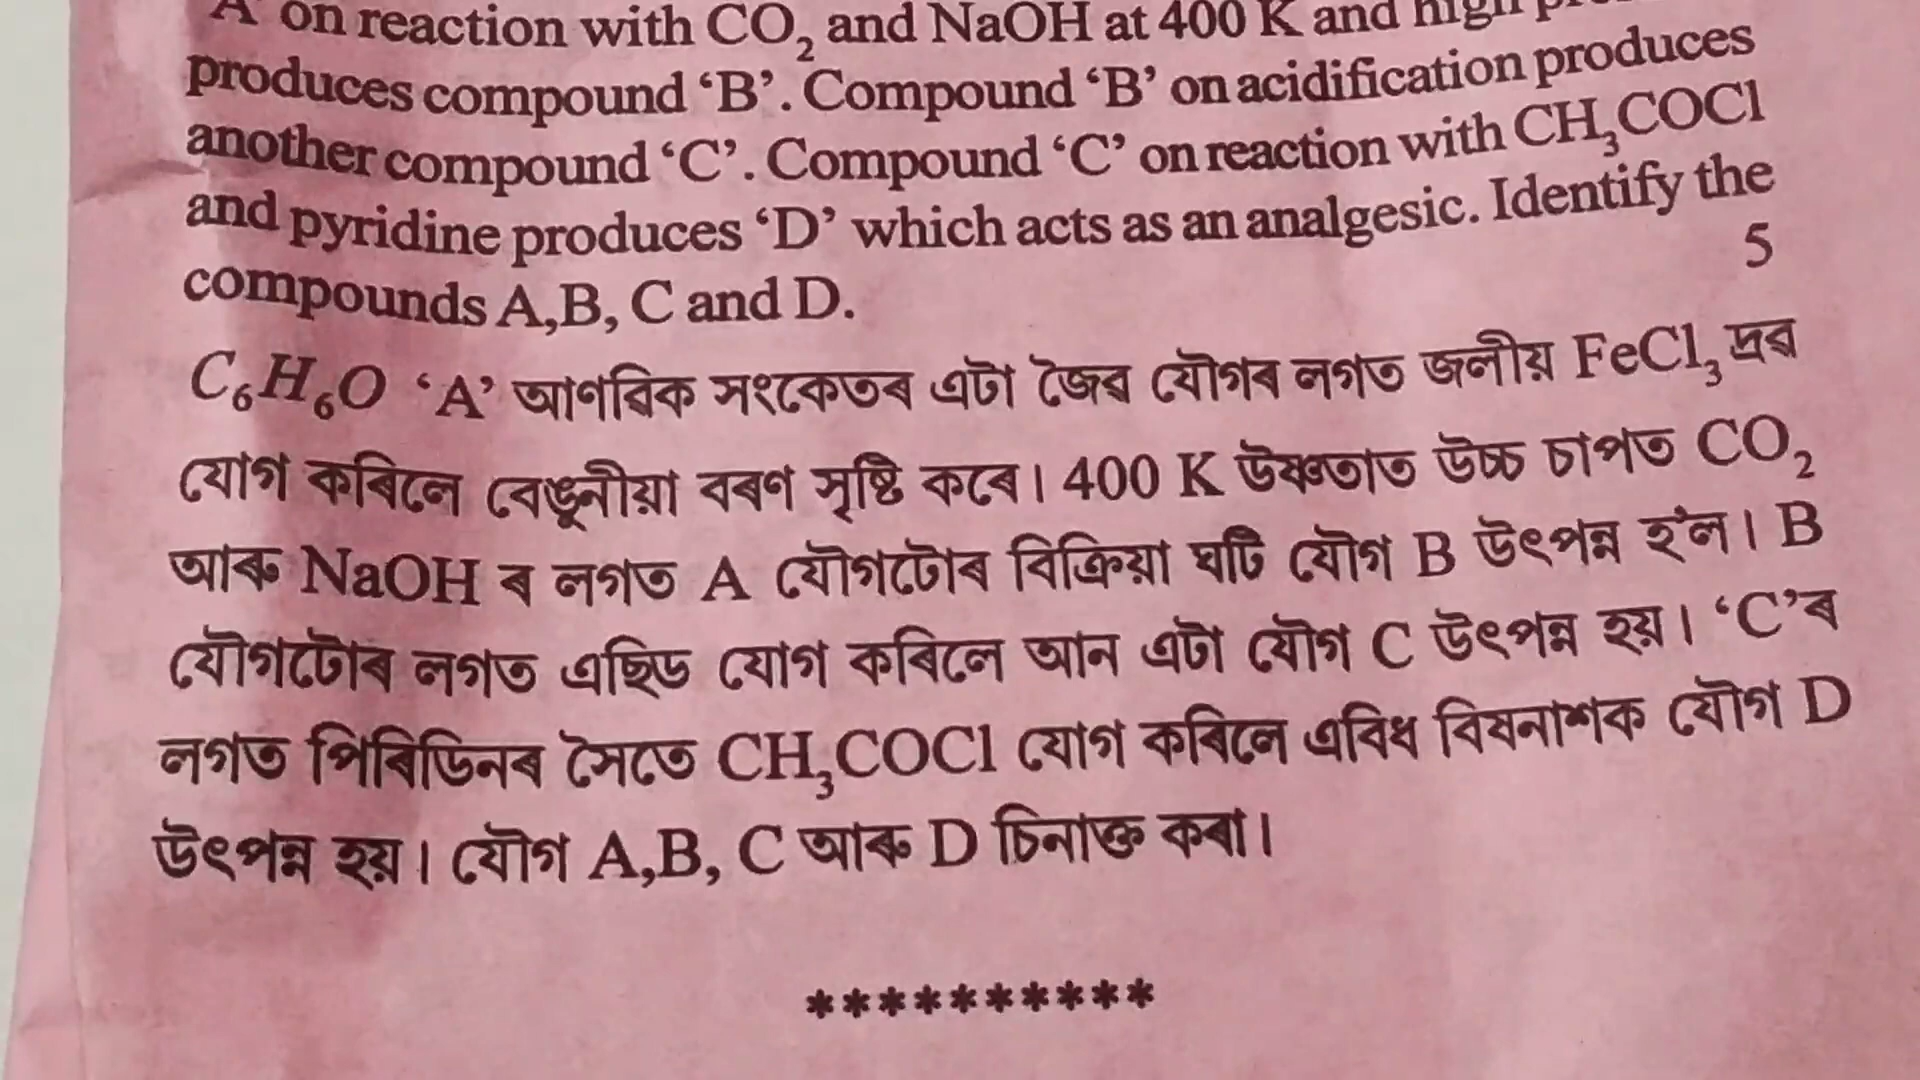 'A' on reaction with CO₂ and NaOH at 400 K and high
produces compound 'B'. Compound 'B' on acidification produces
another compound 'C'. Compound 'C' on reaction with CH₃COCl
and pyridine produces 'D' which acts as an analgesic. Identify the
compounds A,B, C and D.
5
C₆H₆O 'A' আণৱিক সংকেতৰ এটা জৈৱ যৌগৰ লগত জলীয় FeCl₃ দ্ৰৱ
যোগ কৰিলে বেঙুনীয়া বৰণ সৃষ্টি কৰে। 400 K উষ্ণতাত উচ্চ চাপত CO₂
আৰু NaOH ৰ লগত A যৌগটোৰ বিক্ৰিয়া ঘটি যৌগ B উৎপন্ন হ'ল। B
যৌগটোৰ লগত এছিড যোগ কৰিলে আন এটা যৌগ C উৎপন্ন হয়। 'C'ৰ
লগত পিৰিডিনৰ সৈতে CH₃COCl যোগ কৰিলে এবিধ বিষনাশক যৌগ D
উৎপন্ন হয়। যৌগ A,B, C আৰু D চিনাক্ত কৰা।
**********